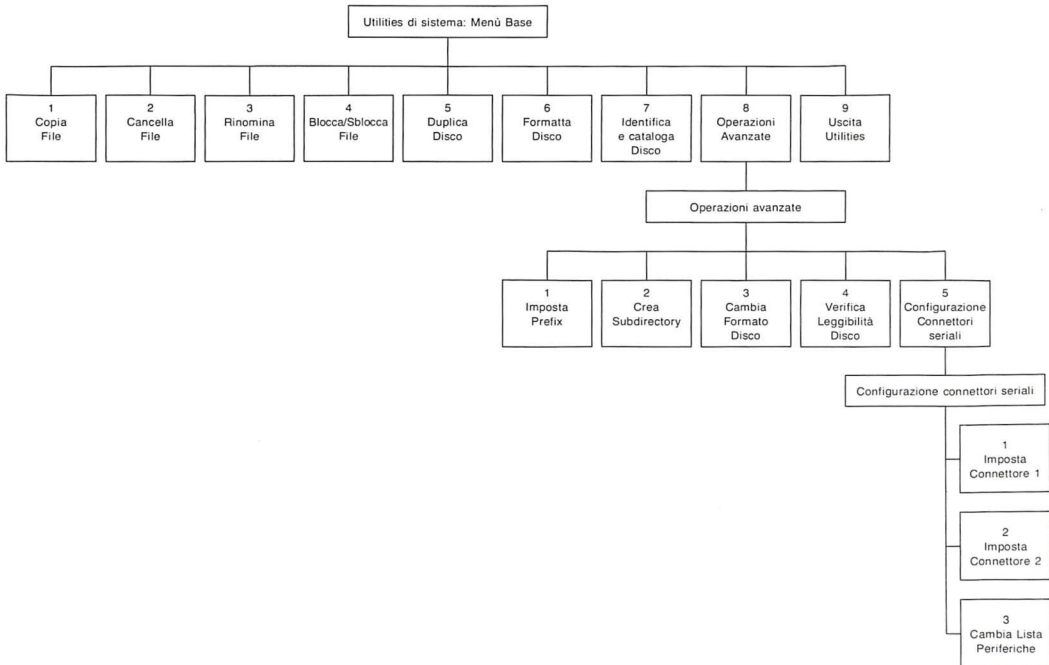 Utilities di sistema: Menù Base
1
Copia
File
2
Cancella
File
3
Rinomina
File
4
Blocca/Sblocca
File
5
Duplica
Disco
6
Formatta
Disco
7
Identifica
e cataloga
Disco
8
Operazioni
Avanzate
9
Uscita
Utilities
Operazioni avanzate
1
Imposta
Prefix
2
Crea
Subdirectory
3
Cambia
Formato
Disco
4
Verifica
Leggibilità
Disco
5
Configurazione
Connettori
seriali
Configurazione connettori seriali
1
Imposta
Connettore 1
2
Imposta
Connettore 2
3
Cambia Lista
Periferiche